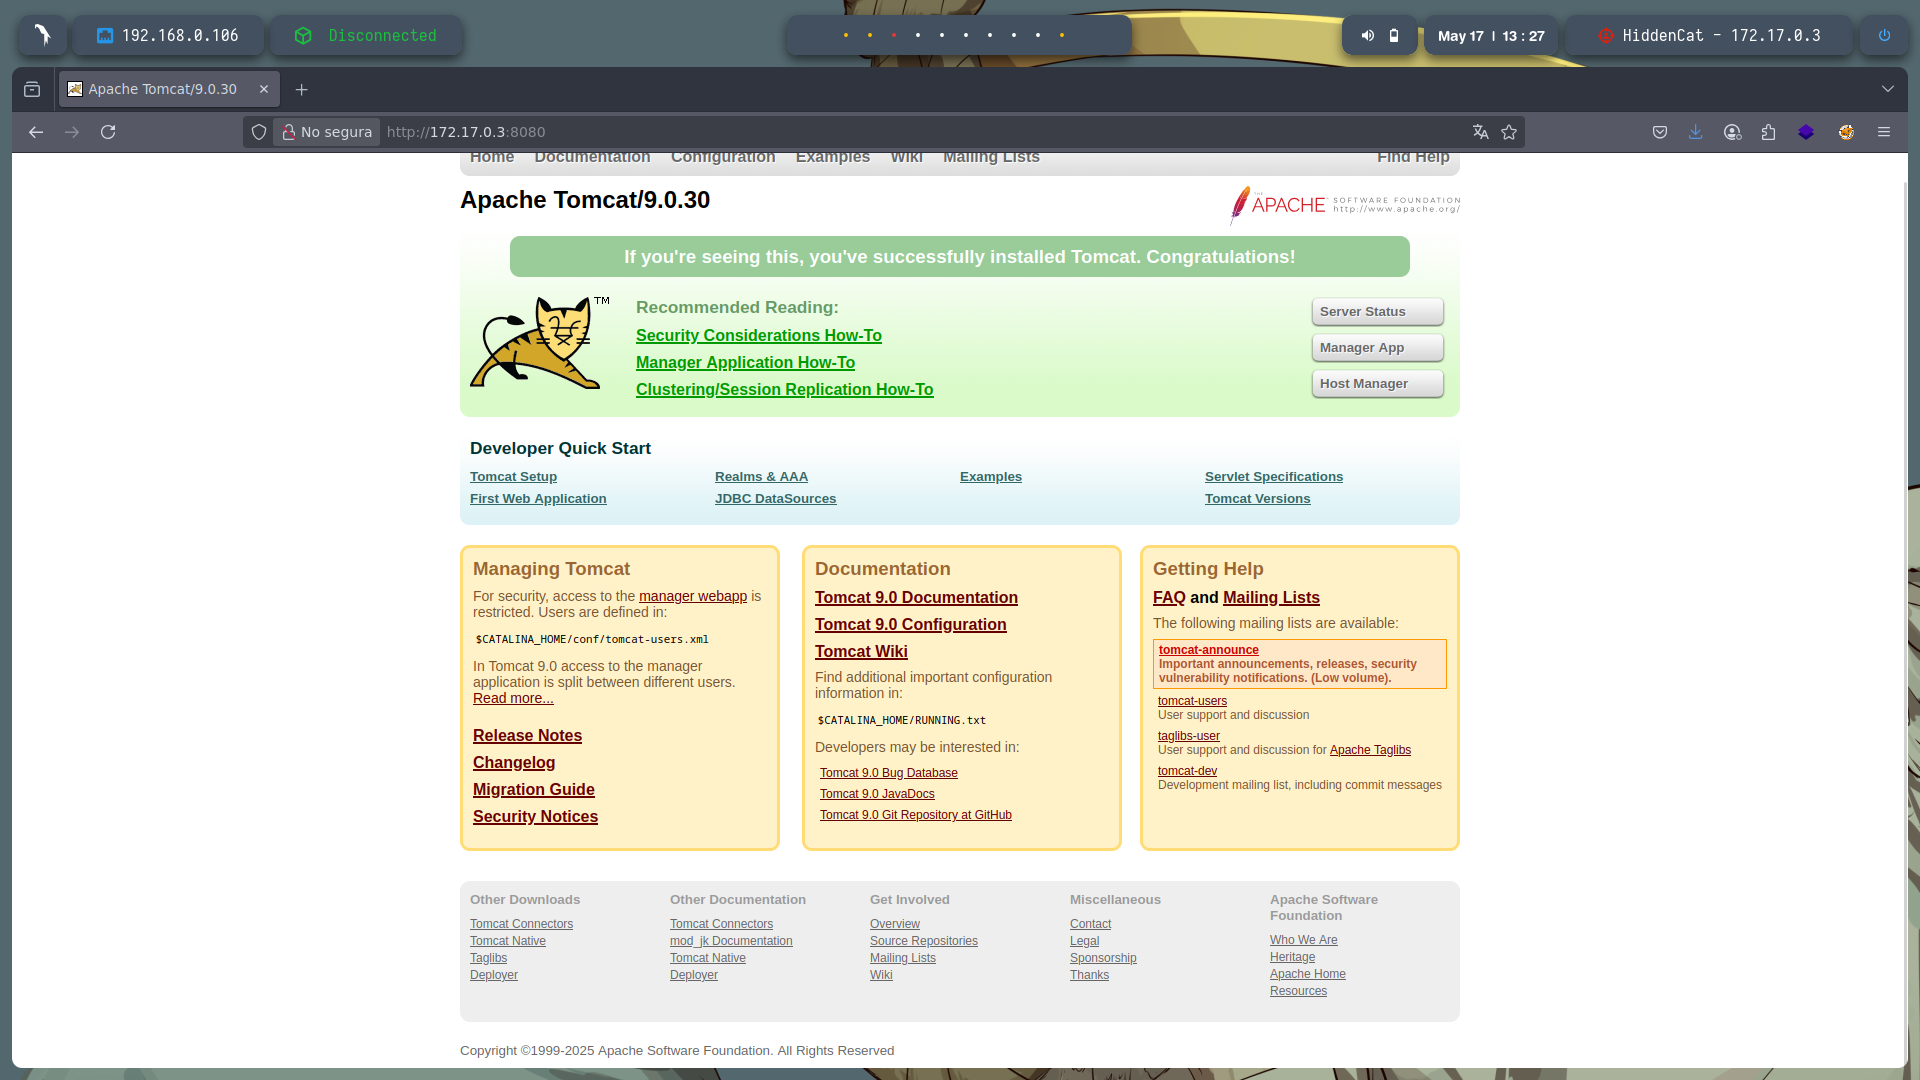 192.168.0.106
Disconnected
May 17 | 13 : 27
HiddenCat - 172.17.0.3
Apache Tomcat/9.0.30
No segura
http://172.17.0.3:8080
Home Documentation Configuration Examples Wiki Mailing Lists Find Help
Apache Tomcat/9.0.30
THE APACHE SOFTWARE FOUNDATION
http://www.apache.org/
If you're seeing this, you've successfully installed Tomcat. Congratulations!
TM
Recommended Reading:
Security Considerations How-To
Manager Application How-To
Clustering/Session Replication How-To
Server Status
Manager App
Host Manager
Developer Quick Start
Tomcat Setup
First Web Application
Realms & AAA
JDBC DataSources
Examples
Servlet Specifications
Tomcat Versions
Managing Tomcat
For security, access to the manager webapp is
restricted. Users are defined in:
$CATALINA_HOME/conf/tomcat-users.xml
In Tomcat 9.0 access to the manager
application is split between different users.
Read more...
Release Notes
Changelog
Migration Guide
Security Notices
Documentation
Tomcat 9.0 Documentation
Tomcat 9.0 Configuration
Tomcat Wiki
Find additional important configuration
information in:
$CATALINA_HOME/RUNNING.txt
Developers may be interested in:
Tomcat 9.0 Bug Database
Tomcat 9.0 JavaDocs
Tomcat 9.0 Git Repository at GitHub
Getting Help
FAQ and Mailing Lists
The following mailing lists are available:
tomcat-announce
Important announcements, releases, security
vulnerability notifications. (Low volume).
tomcat-users
User support and discussion
taglibs-user
User support and discussion for Apache Taglibs
tomcat-dev
Development mailing list, including commit messages
Other Downloads
Tomcat Connectors
Tomcat Native
Taglibs
Deployer
Other Documentation
Tomcat Connectors
mod_jk Documentation
Tomcat Native
Deployer
Get Involved
Overview
Source Repositories
Mailing Lists
Wiki
Miscellaneous
Contact
Legal
Sponsorship
Thanks
Apache Software
Foundation
Who We Are
Heritage
Apache Home
Resources
Copyright ©1999-2025 Apache Software Foundation. All Rights Reserved